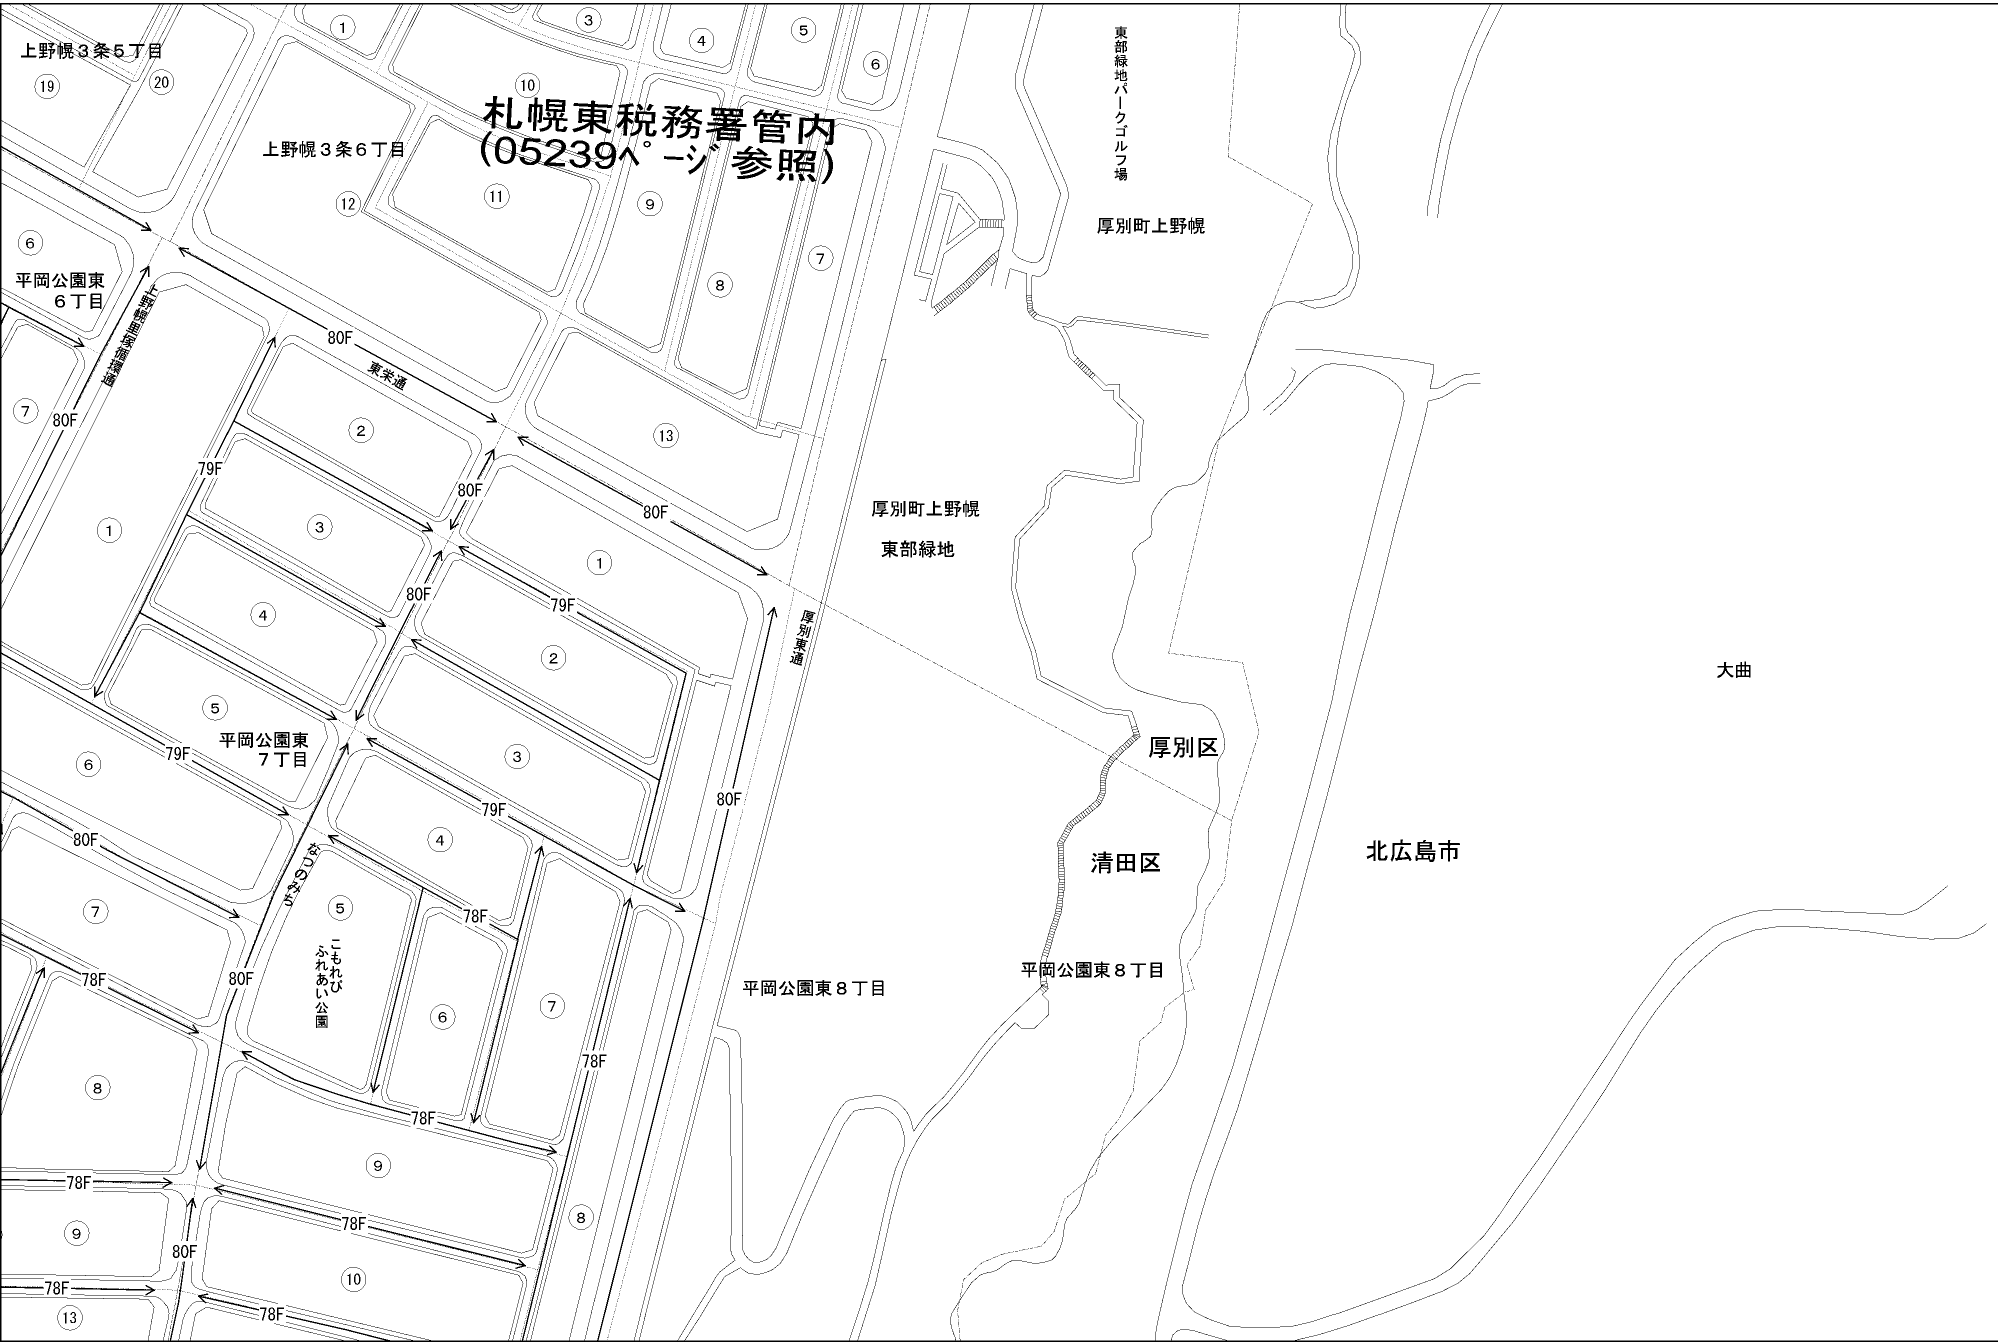 上野幌３条５丁目
19
20
1
3
4
5
6
10
札幌東税務署管内
(05239ﾍﾟｰｼﾞ参照)
上野幌３条６丁目
12
11
9
8
7
13
東部緑地パークゴルフ場
厚別町上野幌
6
平岡公園東
６丁目
7
上野幌里塚循環通
80F
80F
東栄通
80F
79F
80F
80F
1
2
3
4
5
平岡公園東
７丁目
厚別町上野幌
東部緑地
厚別東通
1
79F
2
3
79F
80F
4
78F
79F
6
80F
7
78F
8
なつのみち
80F
5
こもれび
ふれあい公園
6
7
78F
8
78F
9
78F
10
78F
78F
9
80F
78F
13
厚別区
清田区
北広島市
大曲
平岡公園東８丁目
平岡公園東８丁目